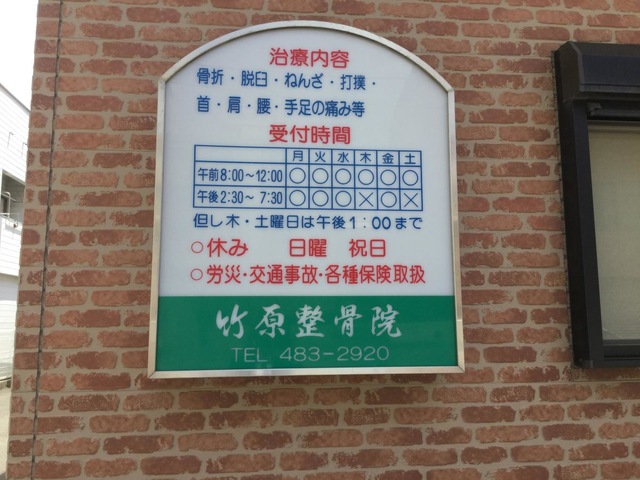 治療内容
骨折・脱臼・ねんざ・打撲・
首・肩・腰・手足の痛み等
受付時間
月 火 水 木 金 土
午前8:00～12:00 ○ ○ ○ ○ ○ ○
午後2:30～7:30 ○ ○ ○ × ○ ×
但し木・土曜日は午後1:00まで
○休み 日曜 祝日
○労災・交通事故・各種保険取扱
竹原整骨院
TEL 483-2920